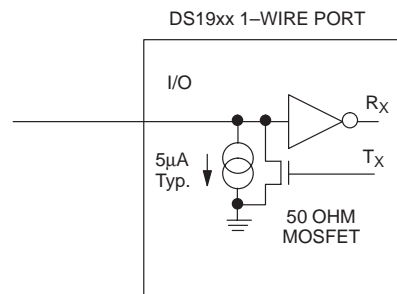 DS19xx 1–WIRE PORT
I/O
RX
5µA
Typ.
TX
50 OHM
MOSFET